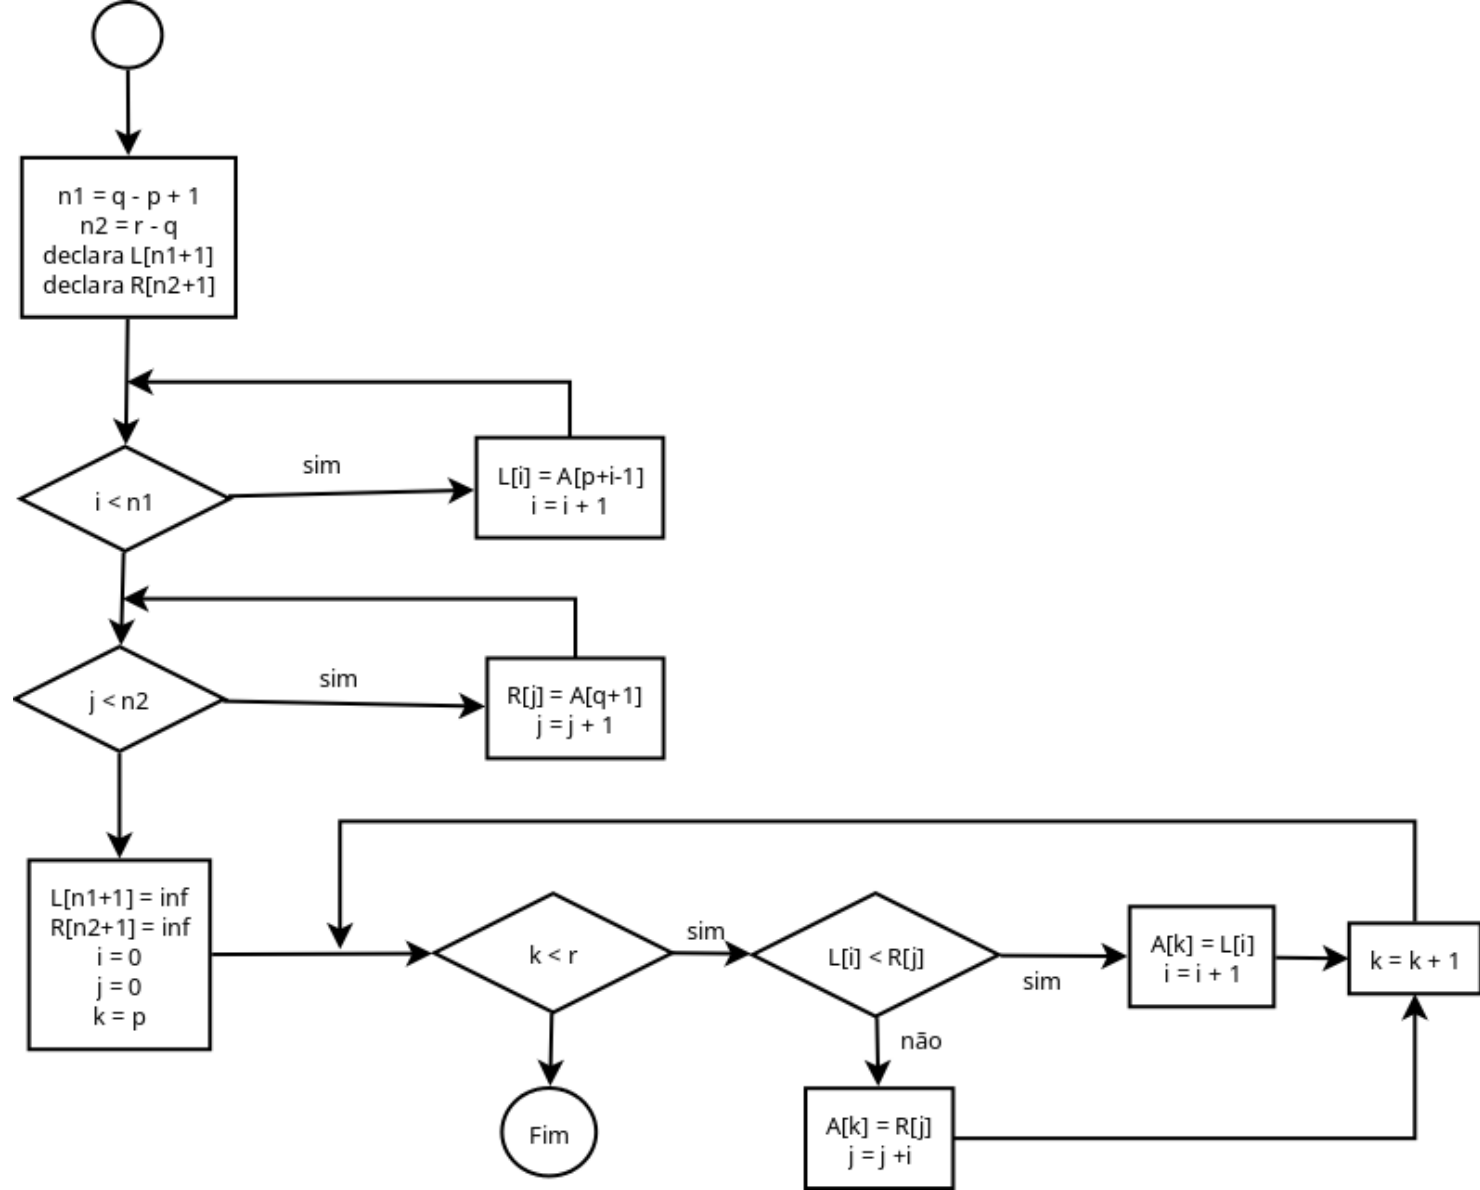 n1 = q - p + 1
n2 = r - q
declara L[n1+1]
declara R[n2+1]
i < n1
sim
L[i] = A[p+i-1]
i = i + 1
j < n2
sim
R[j] = A[q+1]
j = j + 1
L[n1+1] = inf
R[n2+1] = inf
i = 0
j = 0
k = p
k < r
sim
L[i] < R[j]
sim
A[k] = L[i]
i = i + 1
k = k + 1
não
A[k] = R[j]
j = j +i
Fim